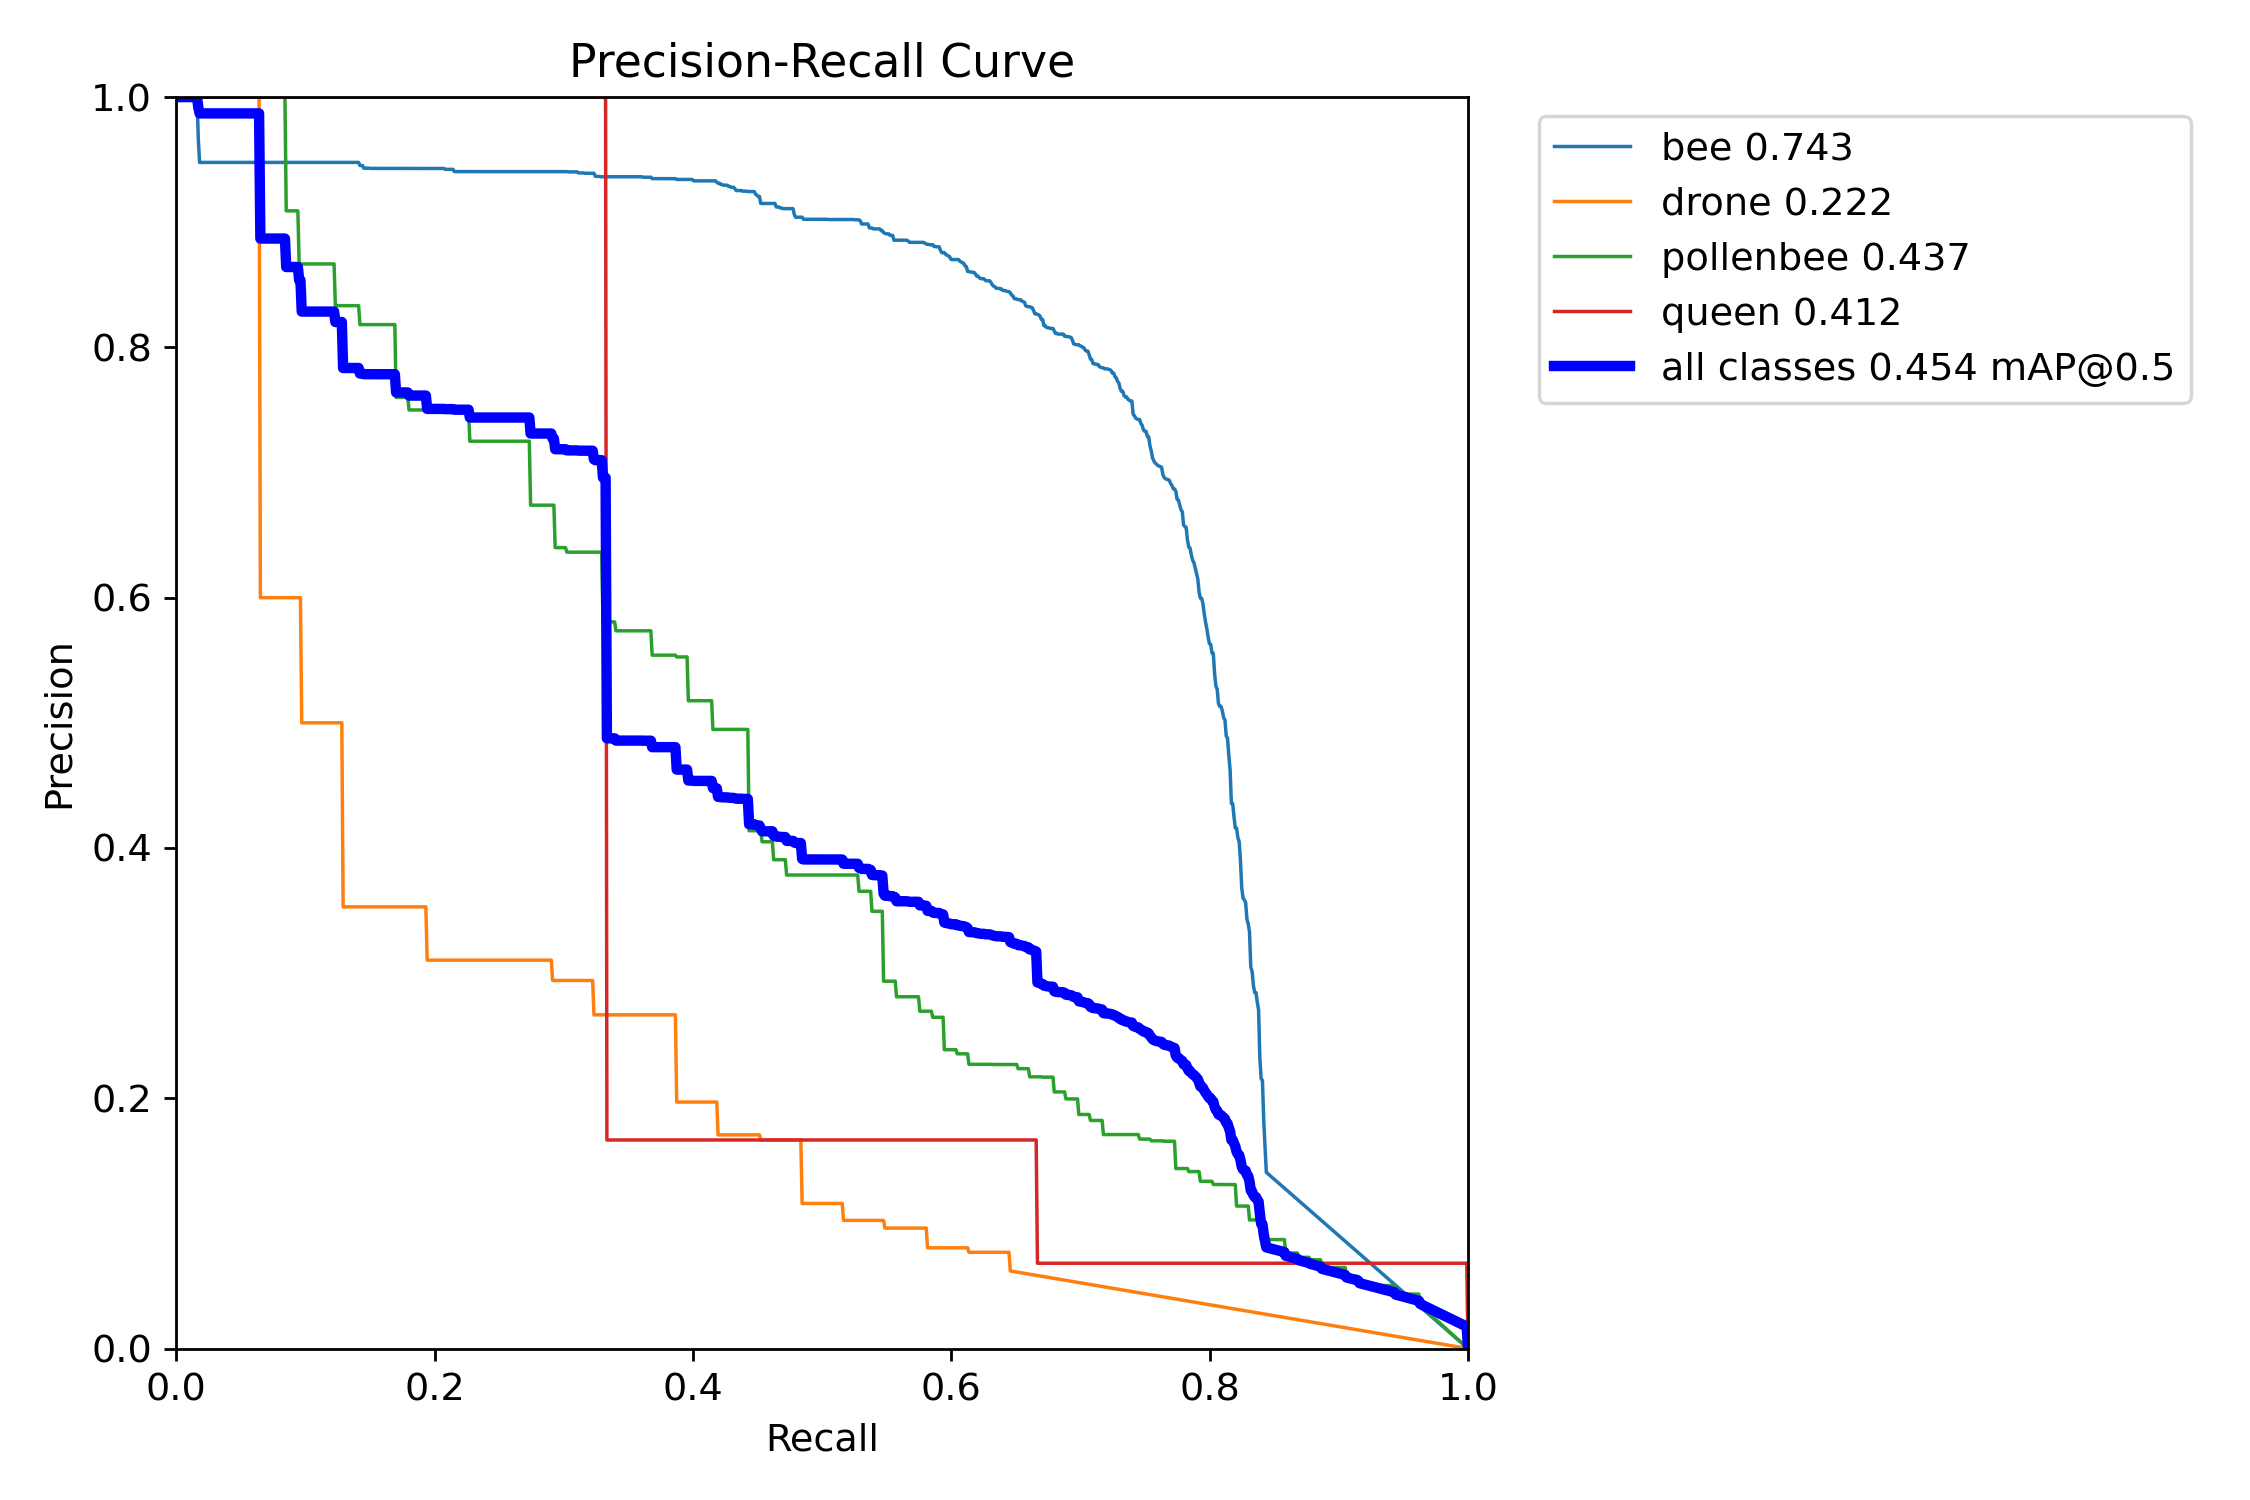 Precision-Recall Curve
1.0
0.8
0.6
0.4
0.2
0.0
Precision
0.0 0.2 0.4 0.6 0.8 1.0
Recall
bee 0.743
drone 0.222
pollenbee 0.437
queen 0.412
all classes 0.454 mAP@0.5